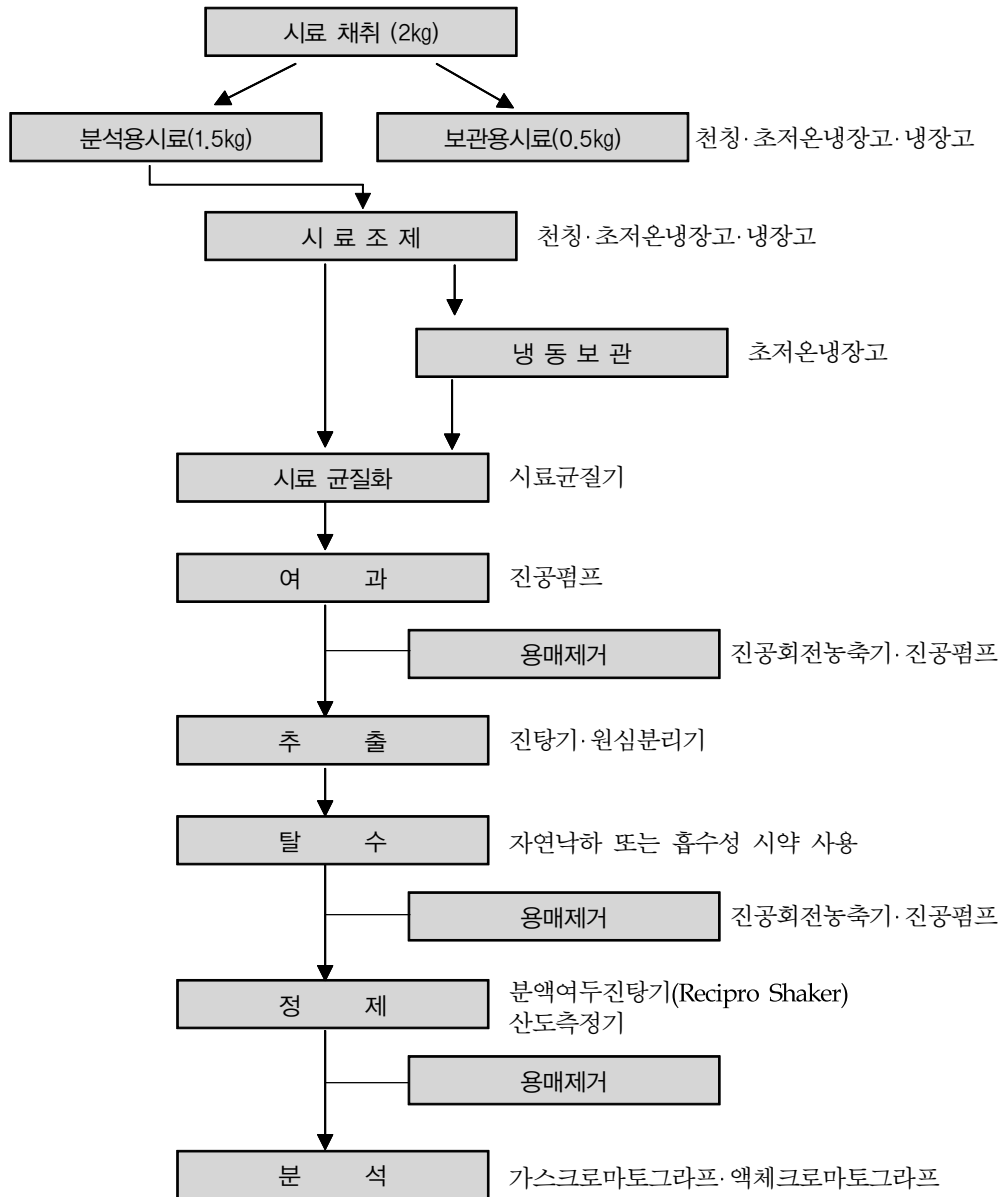 시료 채취 (2kg)
분석용시료(1.5kg)
보관용시료(0.5kg)
천칭·초저온냉장고·냉장고
시 료 조 제
천칭·초저온냉장고·냉장고
냉 동 보 관
초저온냉장고
시료 균질화
시료균질기
여 과
진공펌프
용매제거
진공회전농축기·진공펌프
추 출
진탕기·원심분리기
탈 수
자연낙하 또는 흡수성 시약 사용
용매제거
진공회전농축기·진공펌프
정 제
분액여두진탕기(Recipro Shaker)
산도측정기
용매제거
분 석
가스크로마토그라프·액체크로마토그라프